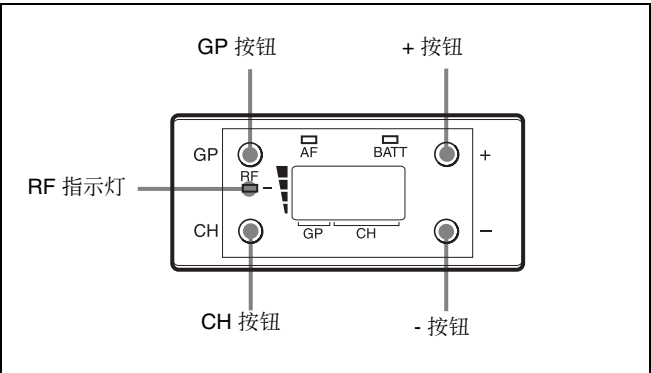 GP 按钮
+ 按钮
GP
AF
BATT
+
RF
RF 指示灯
–
CH
GP
CH
–
CH 按钮
- 按钮